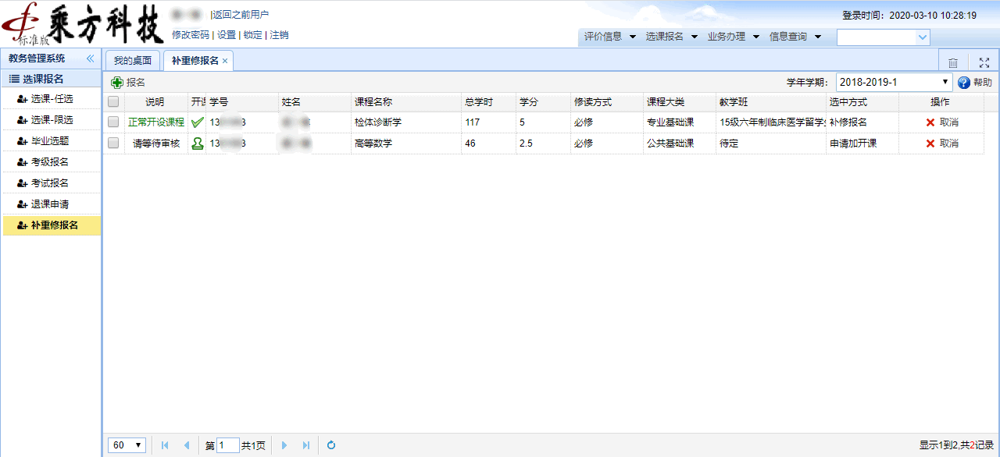 乘方科技
标准版
|返回之前用户
修改密码 | 设置 | 锁定 | 注销
登录时间：2020-03-10 10:28:19
评价信息 选课报名 业务办理 信息查询
教务管理系统
选课报名
选课-任选
选课-限选
毕业选题
考级报名
考试报名
退课申请
补重修报名
我的桌面 补重修报名 ×
报名 学年学期： 2018-2019-1 帮助
说明 开课 学号 姓名 课程名称 总学时 学分 修读方式 课程大类 教学班 选中方式 操作
正常开设课程 13 3 检体诊断学 117 5 必修 专业基础课 15级六年制临床医学留学生 补修报名 取消
请等待审核 13 3 高等数学 46 2.5 必修 公共基础课 待定 申请加开课 取消
60 第 1 共1页 显示1到2,共2记录